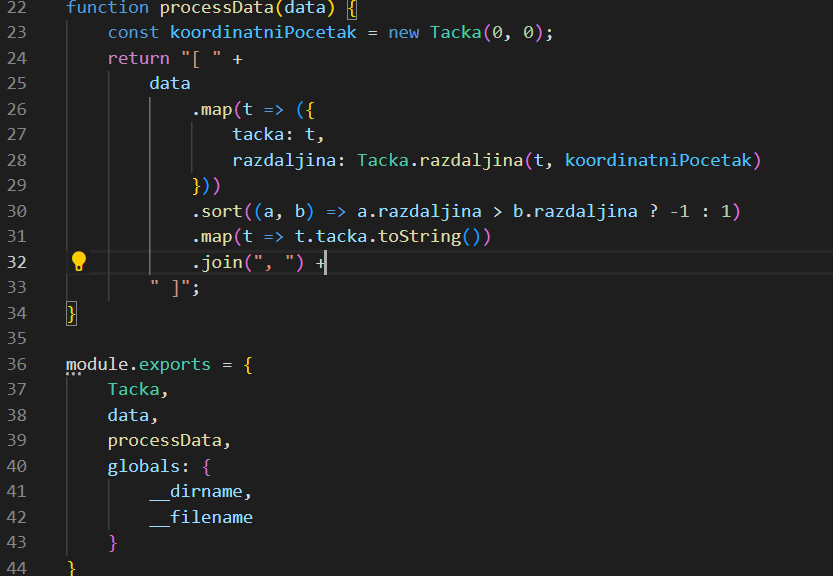 22 function processData(data) {
23     const koordinatniPocetak = new Tacka(0, 0);
24     return "[ " +
25         data
26             .map(t => ({
27                 tacka: t,
28                 razdaljina: Tacka.razdaljina(t, koordinatniPocetak)
29             }))
30             .sort((a, b) => a.razdaljina > b.razdaljina ? -1 : 1)
31             .map(t => t.tacka.toString())
32             .join(", ") +
33         " ]";
34 }
35
36 module.exports = {
37     Tacka,
38     data,
39     processData,
40     globals: {
41         __dirname,
42         __filename
43     }
44 }